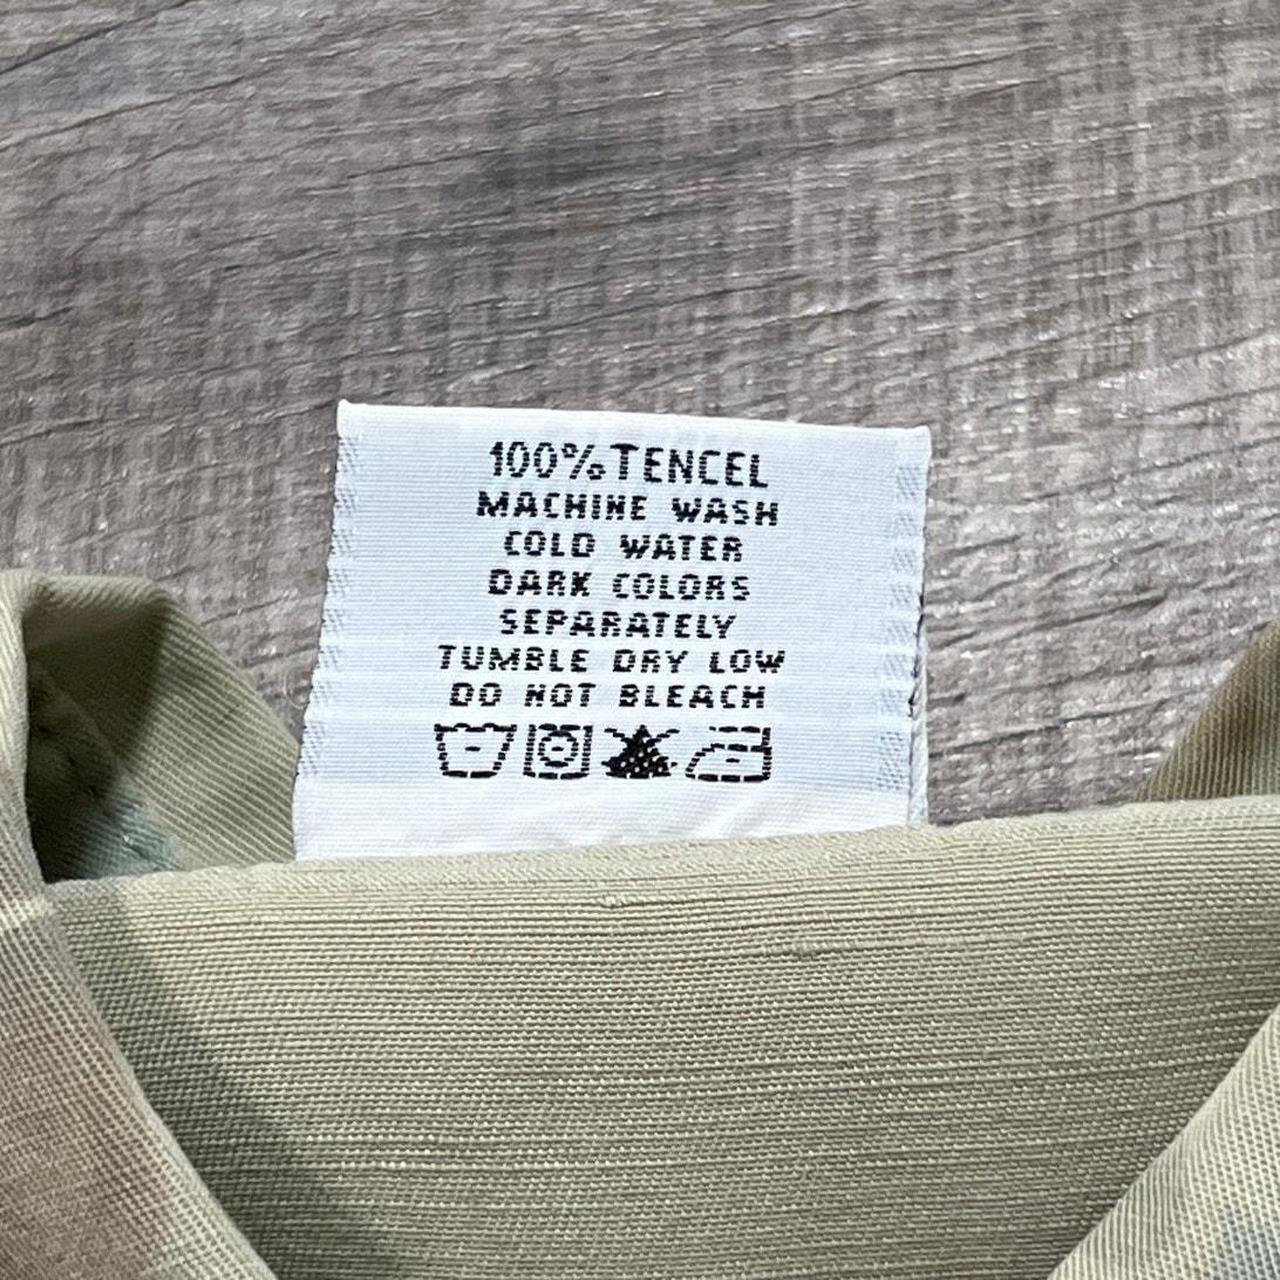 100% TENCEL
MACHINE WASH
COLD WATER
DARK COLORS
SEPARATELY
TUMBLE DRY LOW
DO NOT BLEACH